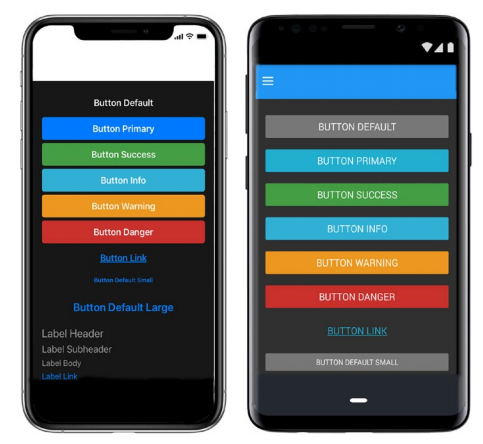 Button Default
Button Primary
Button Success
Button Info
Button Warning
Button Danger
Button Link
Button Default Small
Button Default Large
Label Header
Label Subheader
Label Body
Label Link
BUTTON DEFAULT
BUTTON PRIMARY
BUTTON SUCCESS
BUTTON INFO
BUTTON WARNING
BUTTON DANGER
BUTTON LINK
BUTTON DEFAULT SMALL